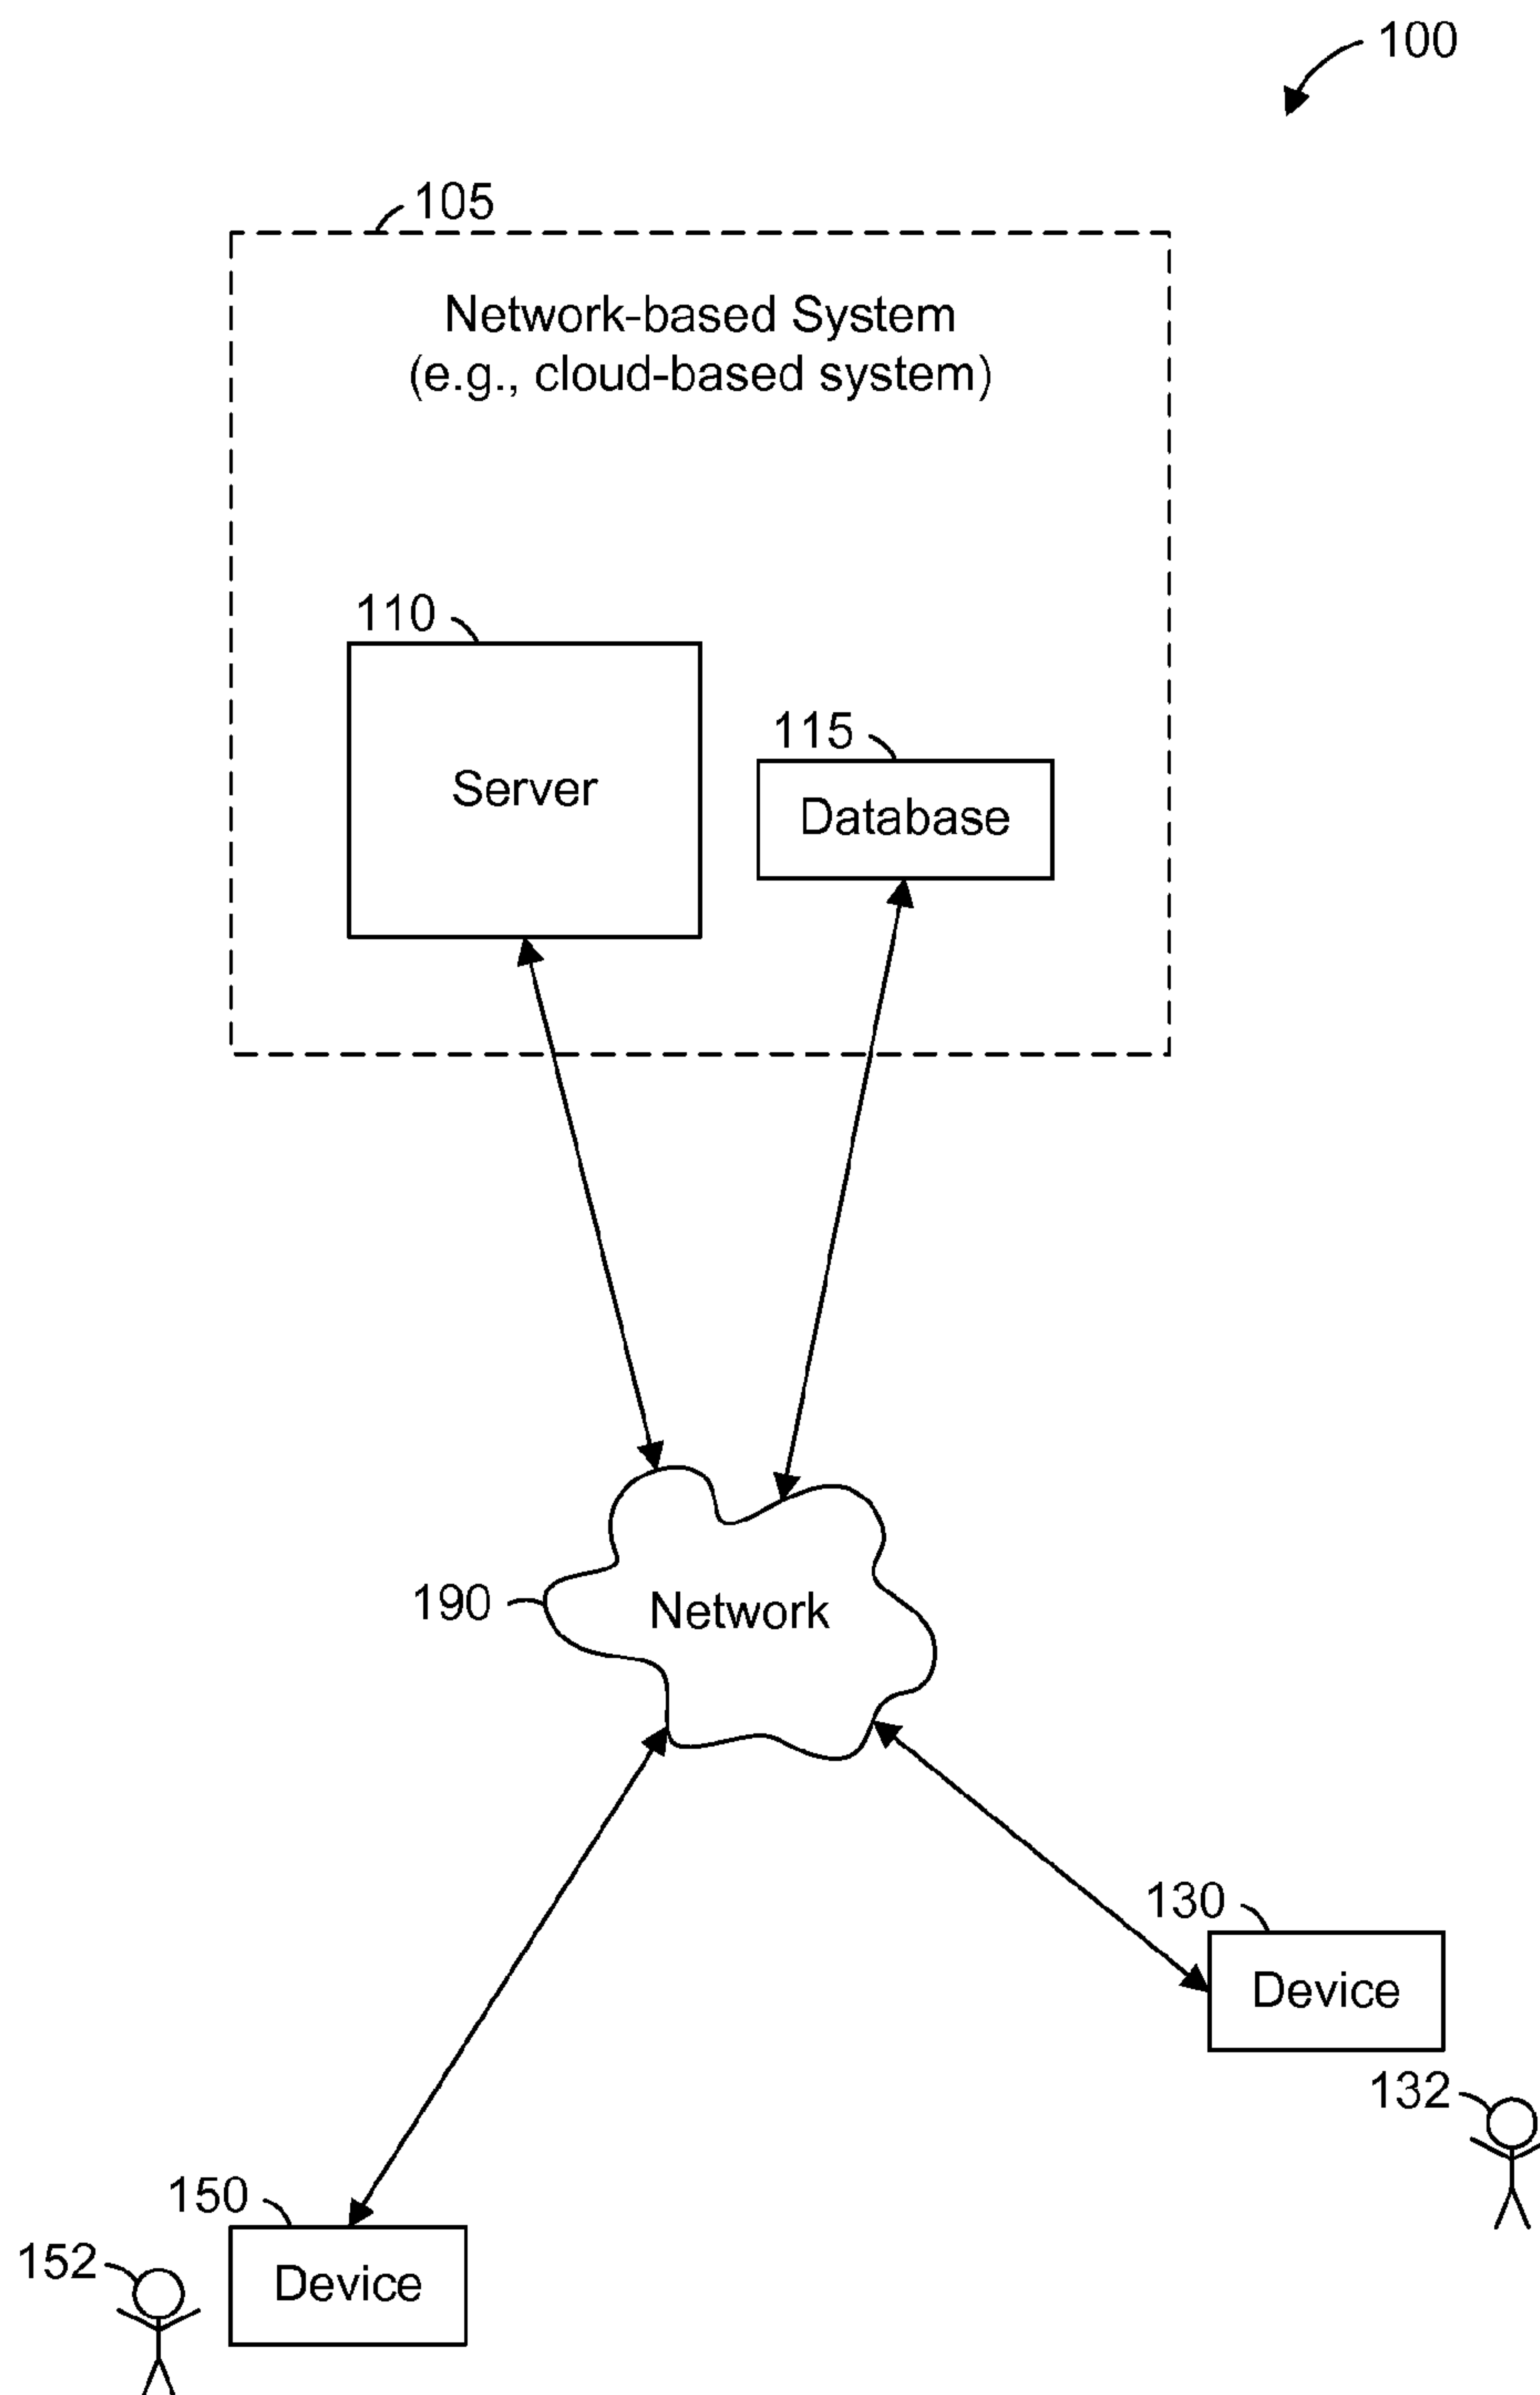 100
105
Network-based System
(e.g., cloud-based system)
110
115
Server
Database
190
Network
130
Device
132
150
152
Device